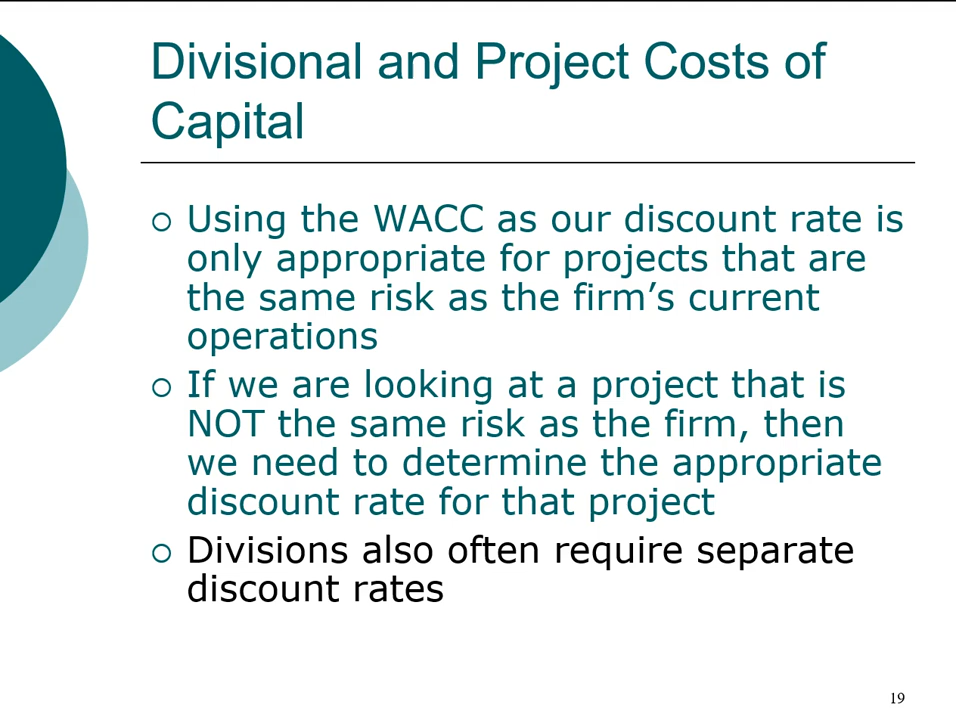 Divisional and Project Costs of
Capital
Using the WACC as our discount rate is
only appropriate for projects that are
the same risk as the firm’s current
operations
If we are looking at a project that is
NOT the same risk as the firm, then
we need to determine the appropriate
discount rate for that project
Divisions also often require separate
discount rates
19